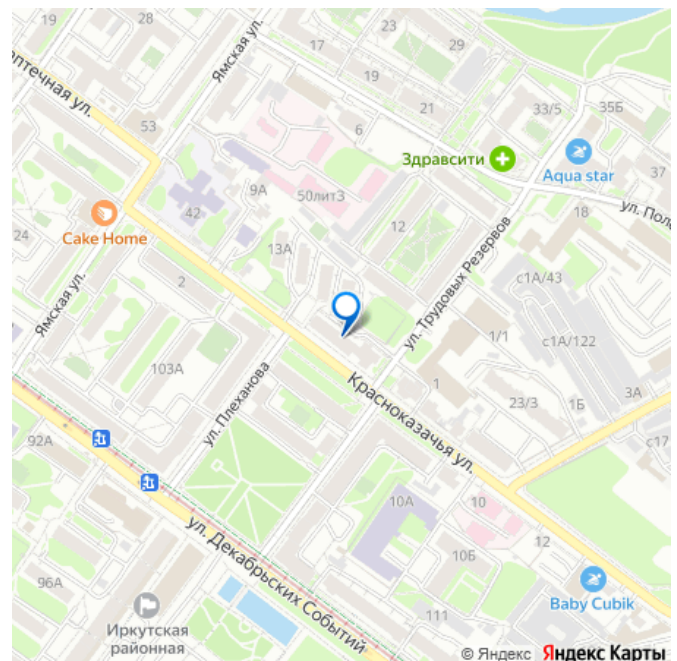 19
28
23
29
17
Ямская ул.
19
21
33/5
35Б
птечная ул.
53
6
Здравсити
Aqua star
37
9А
50лит3
42
12
18
ул. Пол
Cake Home
24
13А
ул. Трудовых Резервов
с1А/43
2
Ямская ул.
1/1
с1А/122
103А
ул. Плеханова
1
Красноказачья ул.
23/3
1Б
3А
92А
с17
10А
10
ул. Декабрьских Событий
12
10Б
96А
Baby Cubik
111
Иркутская
районная
© Яндекс Яндекс Карты